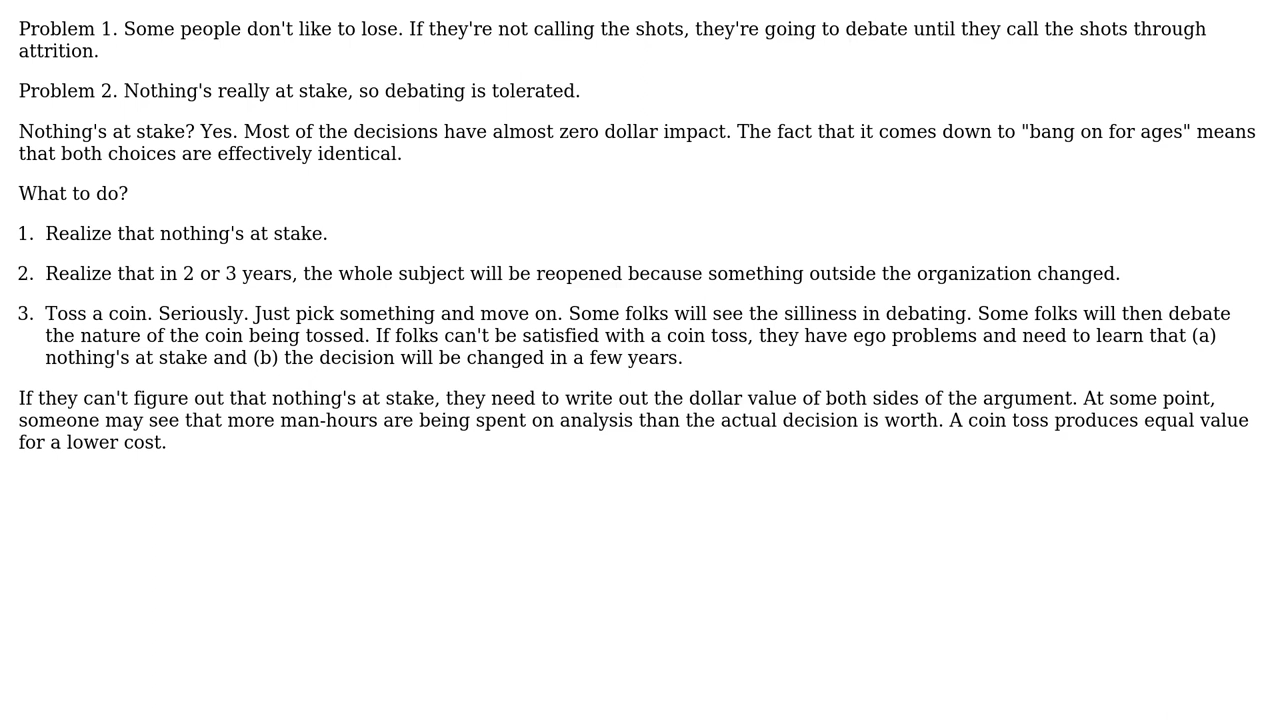 Problem 1. Some people don't like to lose. If they're not calling the shots, they're going to debate until they call the shots through
attrition.
Problem 2. Nothing's really at stake, so debating is tolerated.
Nothing's at stake? Yes. Most of the decisions have almost zero dollar impact. The fact that it comes down to "bang on for ages" means
that both choices are effectively identical.
What to do?
1. Realize that nothing's at stake.
2. Realize that in 2 or 3 years, the whole subject will be reopened because something outside the organization changed.
3. Toss a coin. Seriously. Just pick something and move on. Some folks will see the silliness in debating. Some folks will then debate
the nature of the coin being tossed. If folks can't be satisfied with a coin toss, they have ego problems and need to learn that (a)
nothing's at stake and (b) the decision will be changed in a few years.
If they can't figure out that nothing's at stake, they need to write out the dollar value of both sides of the argument. At some point,
someone may see that more man-hours are being spent on analysis than the actual decision is worth. A coin toss produces equal value
for a lower cost.